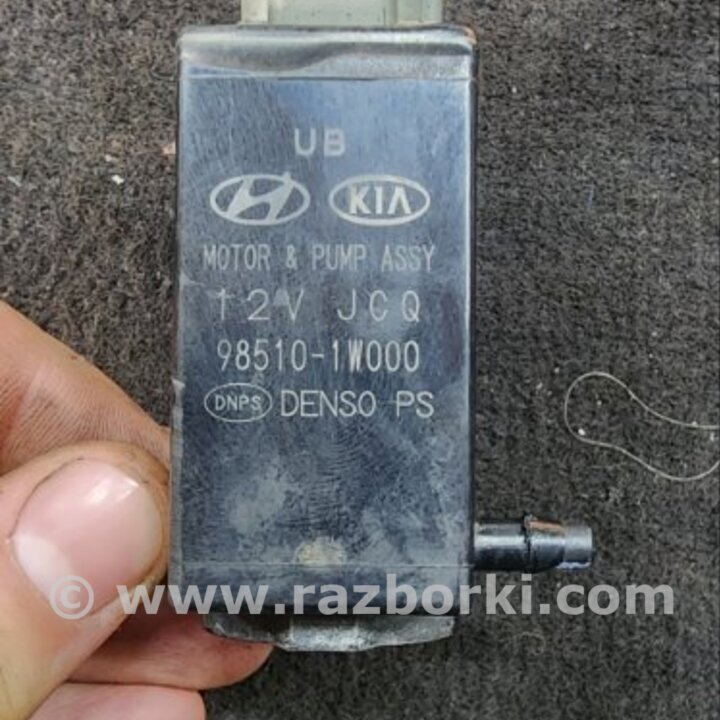 UB
KIA
MOTOR & PUMP ASSY
12V JCQ
98510-1W000
DNPS DENSO PS
© www.razborki.com